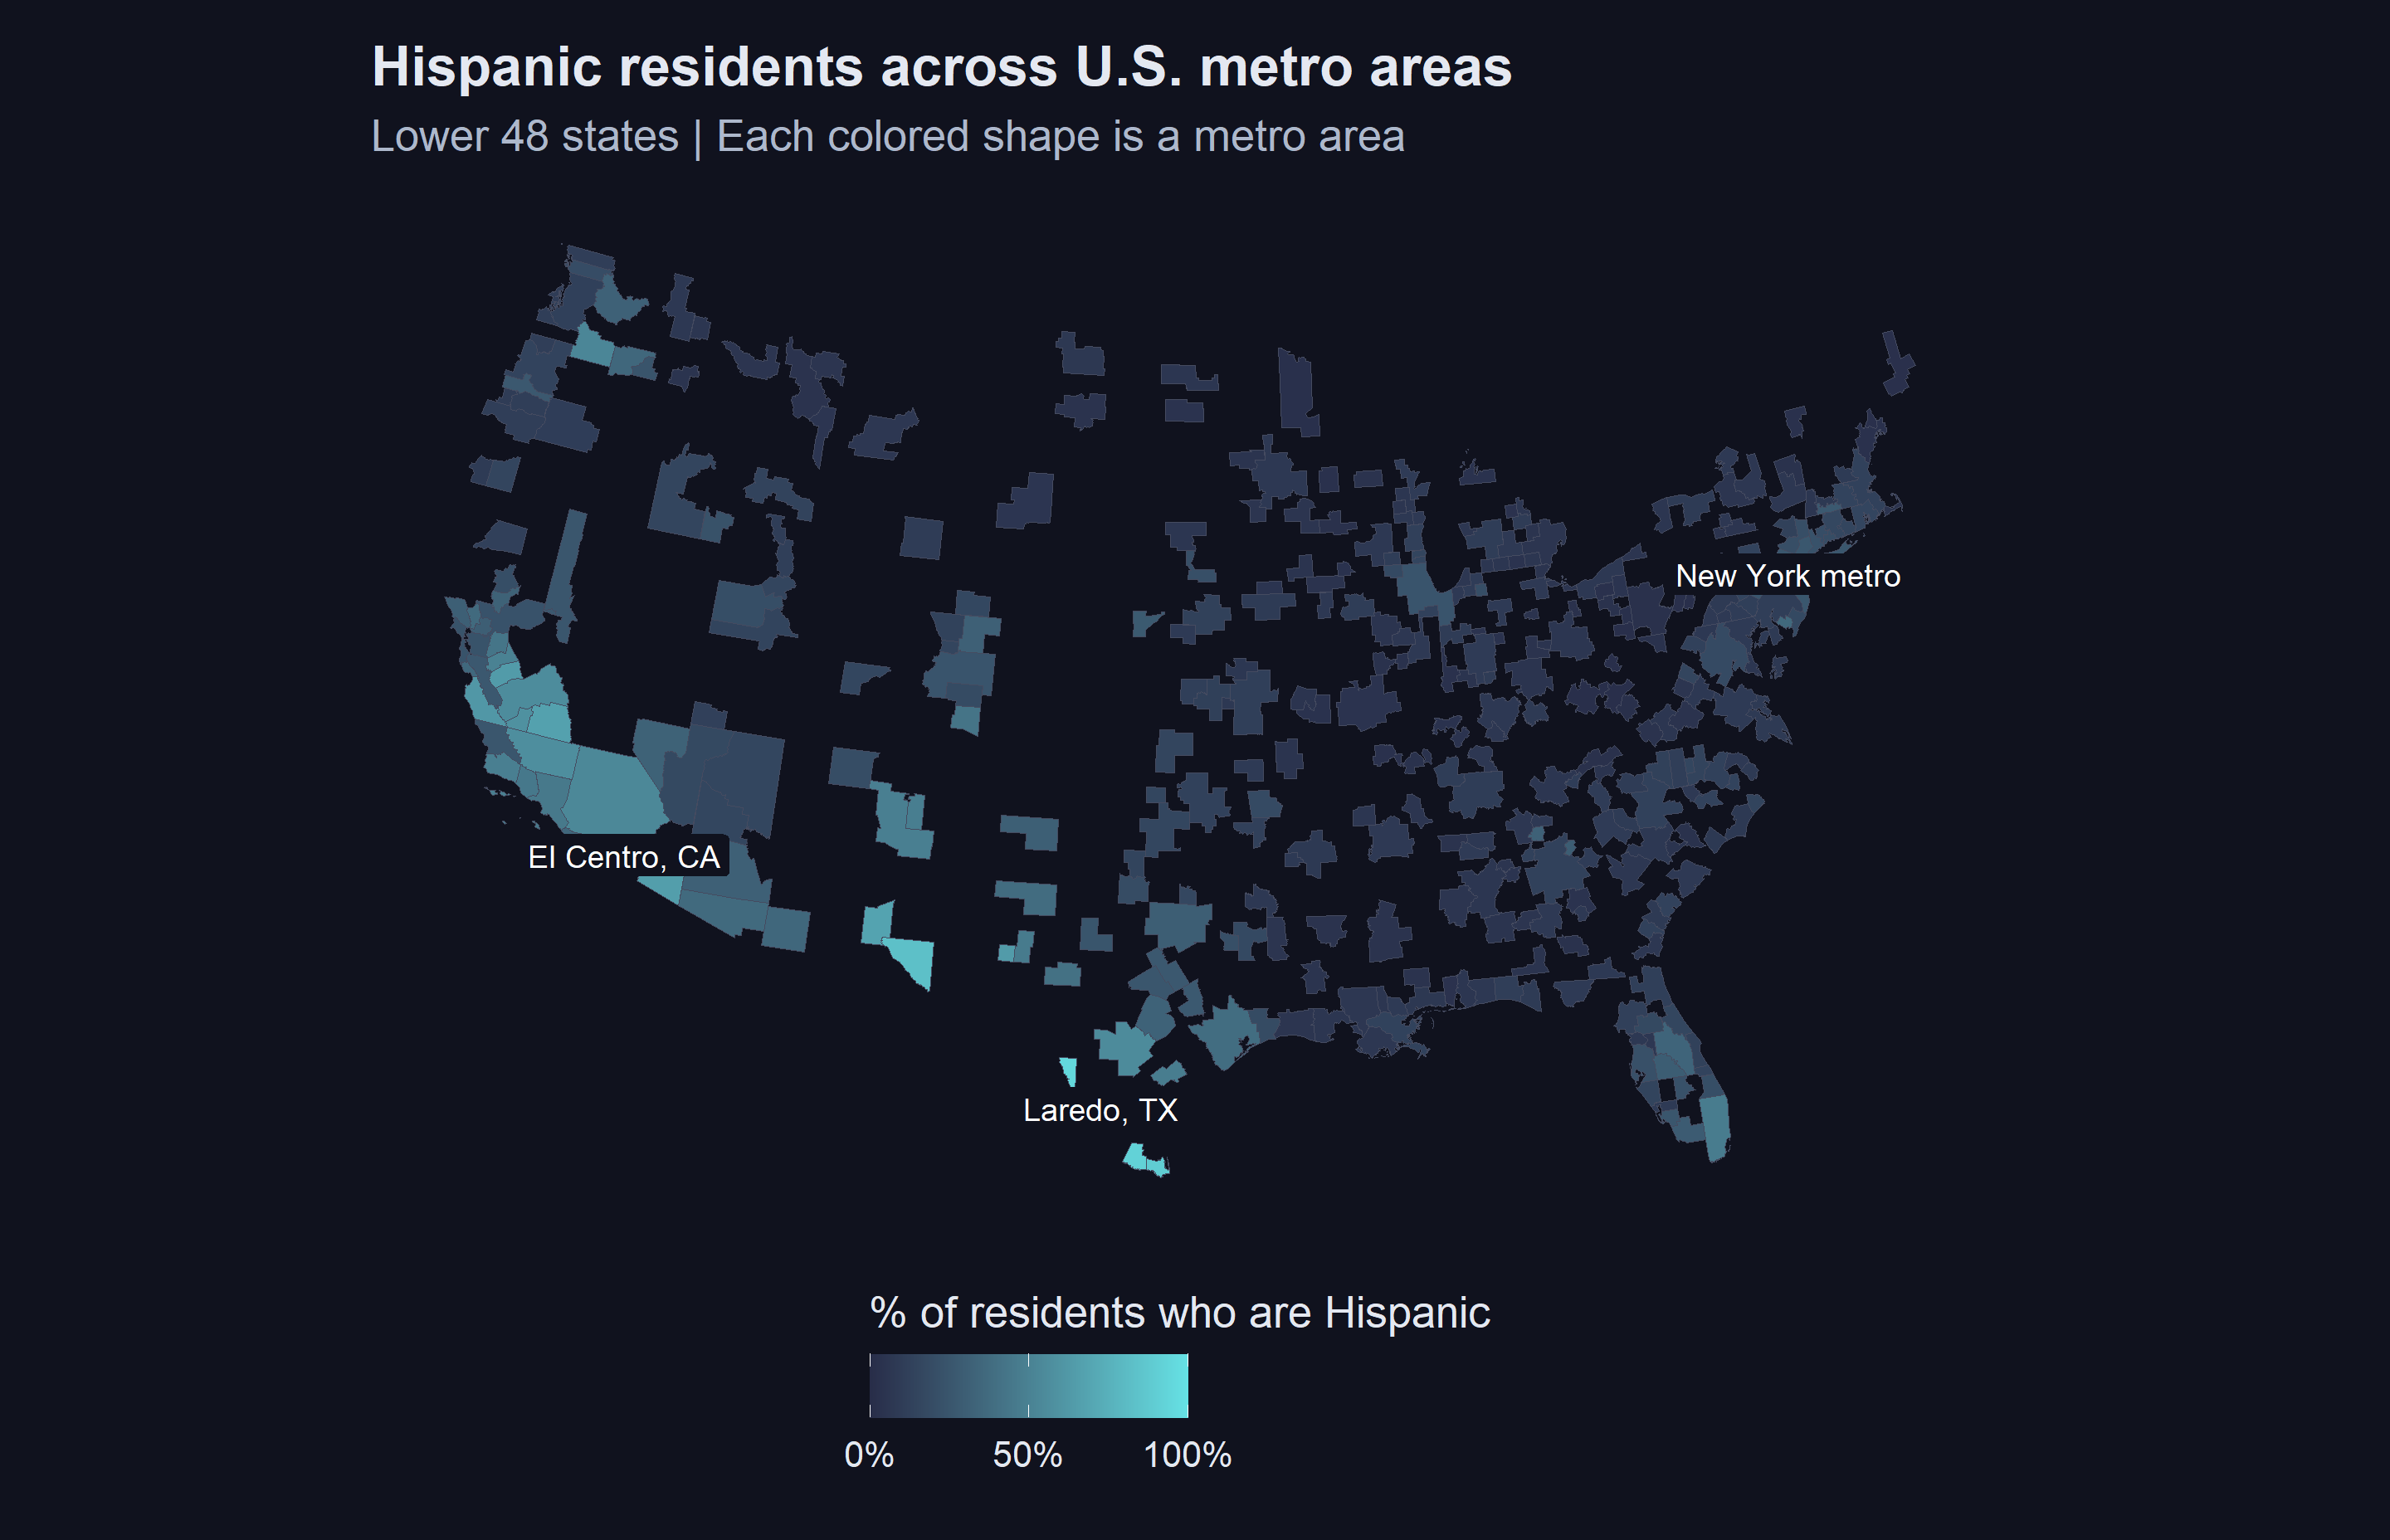 Hispanic residents across U.S. metro areas
Lower 48 states | Each colored shape is a metro area
New York metro
El Centro, CA
Laredo, TX
% of residents who are Hispanic
0% 50% 100%